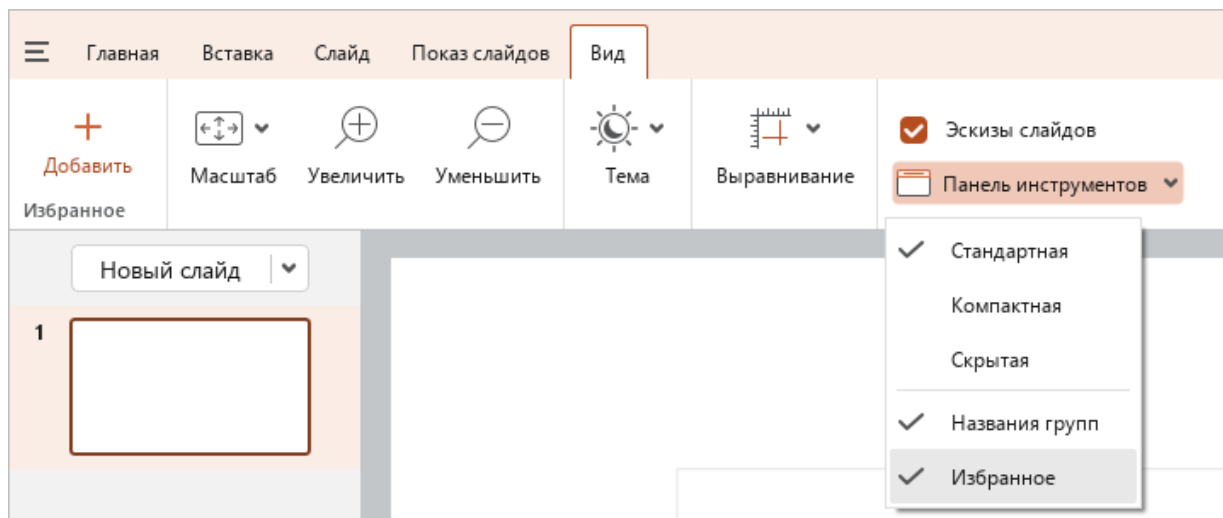 Главная Вставка Слайд Показ слайдов Вид
Добавить
Избранное
Масштаб Увеличить Уменьшить
Тема
Выравнивание
Эскизы слайдов
Панель инструментов
Стандартная
Компактная
Скрытая
Названия групп
Избранное
Новый слайд
1